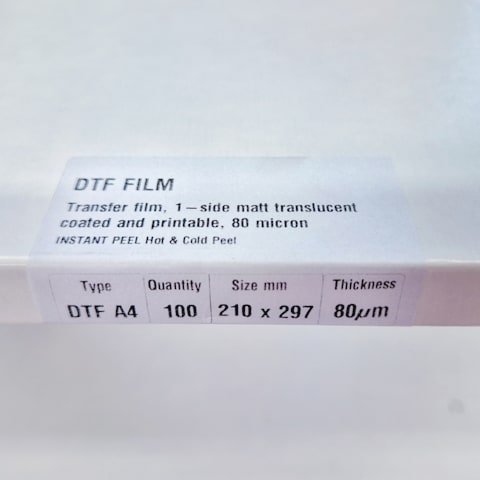 DTF FILM
Transfer film, 1-side matt translucent
coated and printable, 80 micron
INSTANT PEEL Hot & Cold Peel
Type Quantity Size mm Thickness
DTF A4 100 210 x 297 80µm